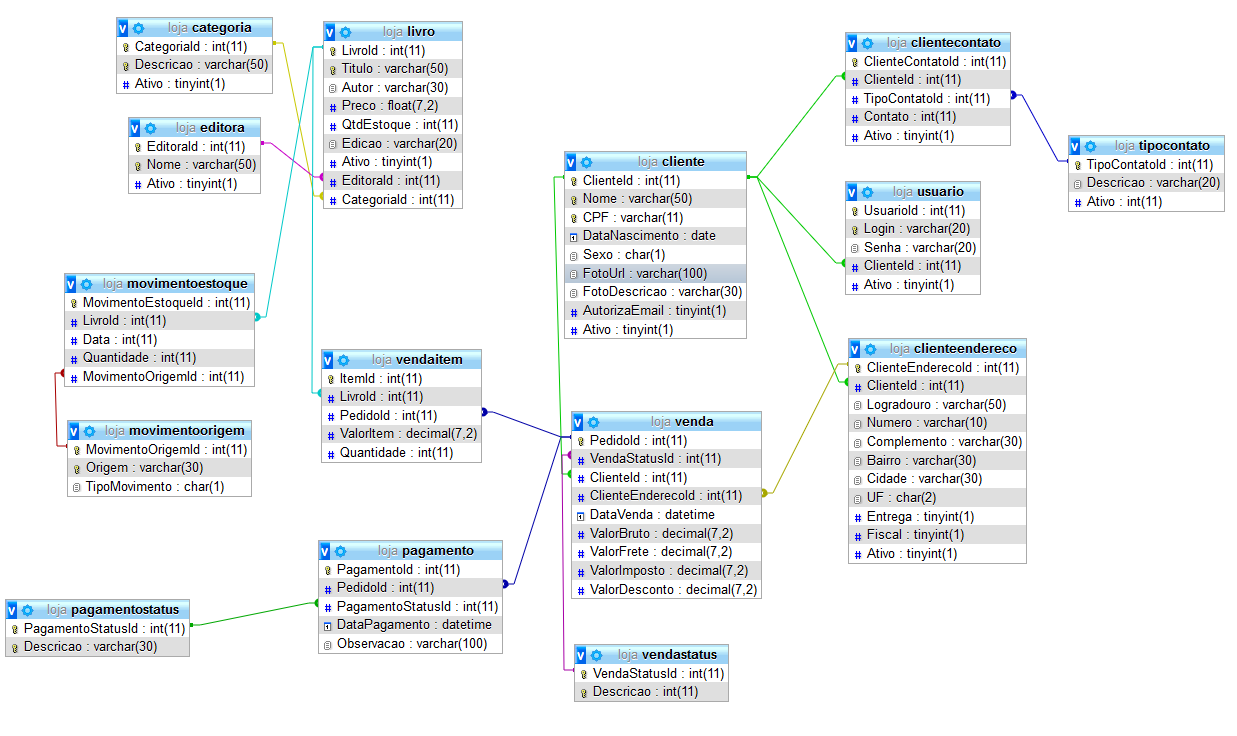 loja categoria
CategoriaId : int(11)
Descricao : varchar(50)
Ativo : tinyint(1)
loja livro
LivroId : int(11)
Titulo : varchar(50)
Autor : varchar(30)
Preco : float(7,2)
QtdEstoque : int(11)
Edicao : varchar(20)
Ativo : tinyint(1)
EditoraId : int(11)
CategoriaId : int(11)
loja editora
EditoraId : int(11)
Nome : varchar(50)
Ativo : tinyint(1)
loja clientecontato
ClienteContatoId : int(11)
ClienteId : int(11)
TipoContatoId : int(11)
Contato : int(11)
Ativo : tinyint(1)
loja tipocontato
TipoContatoId : int(11)
Descricao : varchar(20)
Ativo : int(11)
loja cliente
ClienteId : int(11)
Nome : varchar(50)
CPF : varchar(11)
DataNascimento : date
Sexo : char(1)
FotoUrl : varchar(100)
FotoDescricao : varchar(30)
AutorizaEmail : tinyint(1)
Ativo : tinyint(1)
loja usuario
UsuarioId : int(11)
Login : varchar(20)
Senha : varchar(20)
ClienteId : int(11)
Ativo : tinyint(1)
loja movimentoestoque
MovimentoEstoqueId : int(11)
LivroId : int(11)
Data : int(11)
Quantidade : int(11)
MovimentoOrigemId : int(11)
loja vendaitem
ItemId : int(11)
LivroId : int(11)
PedidoId : int(11)
ValorItem : decimal(7,2)
Quantidade : int(11)
loja clienteendereco
ClienteEnderecoId : int(11)
ClienteId : int(11)
Logradouro : varchar(50)
Numero : varchar(10)
Complemento : varchar(30)
Bairro : varchar(30)
Cidade : varchar(30)
UF : char(2)
Entrega : tinyint(1)
Fiscal : tinyint(1)
Ativo : tinyint(1)
loja movimentoorigem
MovimentoOrigemId : int(11)
Origem : varchar(30)
TipoMovimento : char(1)
loja venda
PedidoId : int(11)
VendaStatusId : int(11)
ClienteId : int(11)
ClienteEnderecoId : int(11)
DataVenda : datetime
ValorBruto : decimal(7,2)
ValorFrete : decimal(7,2)
ValorImposto : decimal(7,2)
ValorDesconto : decimal(7,2)
loja pagamento
PagamentoId : int(11)
PedidoId : int(11)
PagamentoStatusId : int(11)
DataPagamento : datetime
Observacao : varchar(100)
loja pagamentostatus
PagamentoStatusId : int(11)
Descricao : varchar(30)
loja vendastatus
VendaStatusId : int(11)
Descricao : int(11)